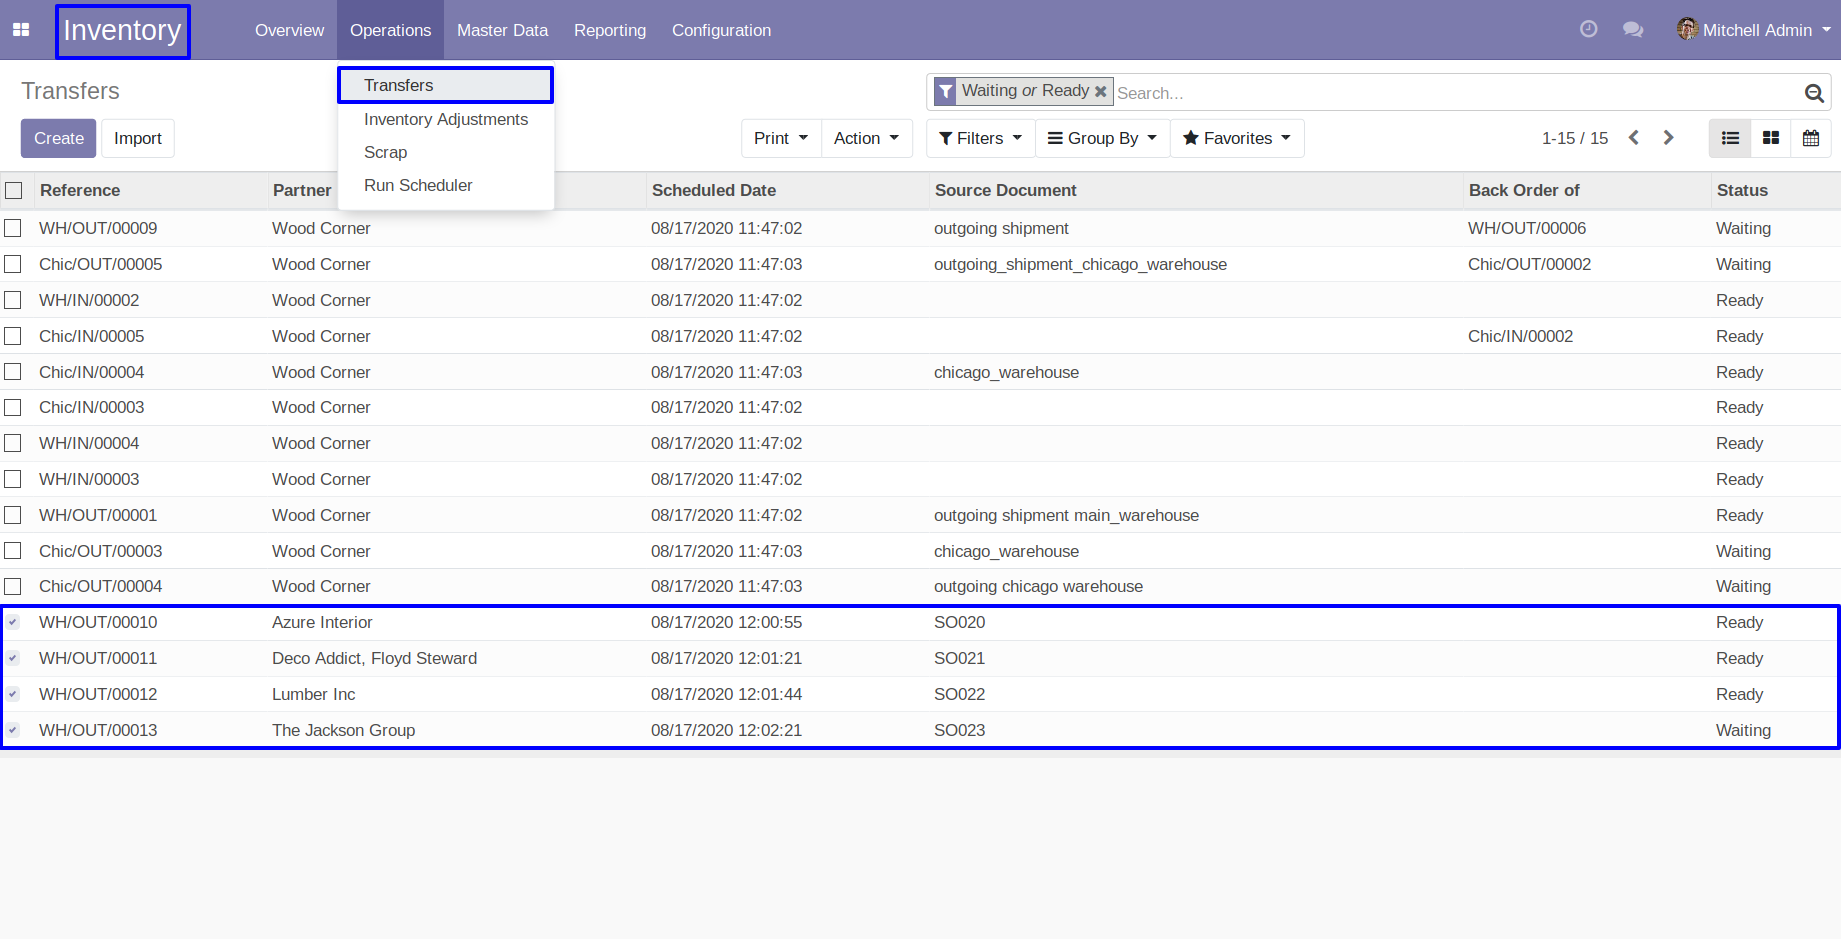 Inventory Overview Operations Master Data Reporting Configuration Mitchell Admin
Transfers
Transfers
Inventory Adjustments
Scrap
Run Scheduler
Waiting or Ready Search...
Create Import
Print Action Filters Group By Favorites 1-15 / 15
Reference Partner Scheduled Date Source Document Back Order of Status
WH/OUT/00009 Wood Corner 08/17/2020 11:47:02 outgoing shipment WH/OUT/00006 Waiting
Chic/OUT/00005 Wood Corner 08/17/2020 11:47:03 outgoing_shipment_chicago_warehouse Chic/OUT/00002 Waiting
WH/IN/00002 Wood Corner 08/17/2020 11:47:02 Ready
Chic/IN/00005 Wood Corner 08/17/2020 11:47:02 Chic/IN/00002 Ready
Chic/IN/00004 Wood Corner 08/17/2020 11:47:03 chicago_warehouse Ready
Chic/IN/00003 Wood Corner 08/17/2020 11:47:02 Ready
WH/IN/00004 Wood Corner 08/17/2020 11:47:02 Ready
WH/IN/00003 Wood Corner 08/17/2020 11:47:02 Ready
WH/OUT/00001 Wood Corner 08/17/2020 11:47:02 outgoing shipment main_warehouse Ready
Chic/OUT/00003 Wood Corner 08/17/2020 11:47:03 chicago_warehouse Waiting
Chic/OUT/00004 Wood Corner 08/17/2020 11:47:03 outgoing chicago warehouse Waiting
WH/OUT/00010 Azure Interior 08/17/2020 12:00:55 SO020 Ready
WH/OUT/00011 Deco Addict, Floyd Steward 08/17/2020 12:01:21 SO021 Ready
WH/OUT/00012 Lumber Inc 08/17/2020 12:01:44 SO022 Ready
WH/OUT/00013 The Jackson Group 08/17/2020 12:02:21 SO023 Waiting